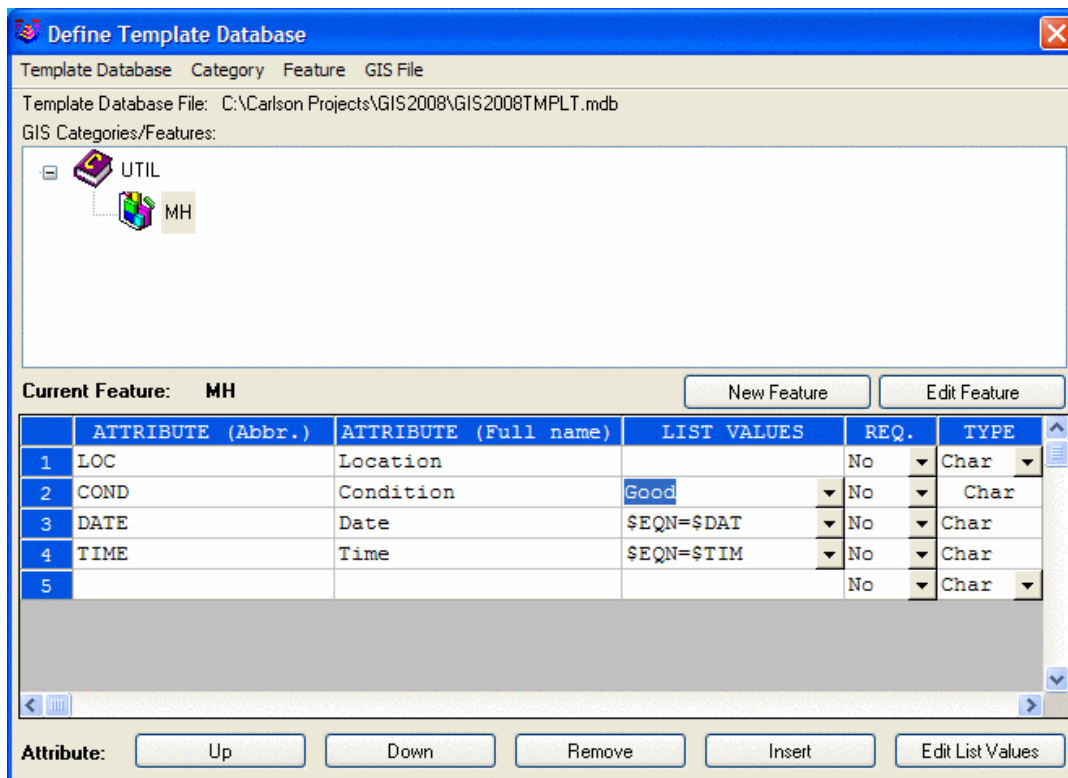 Define Template Database
Template Database Category Feature GIS File
Template Database File: C:\Carlson Projects\GIS2008\GIS2008TMPLT.mdb
GIS Categories/Features:
C UTIL
MH
Current Feature: MH New Feature Edit Feature
ATTRIBUTE (Abbr.) ATTRIBUTE (Full name) LIST VALUES REQ. TYPE
1 LOC Location No Char
2 COND Condition Good No Char
3 DATE Date $EQN=$DAT No Char
4 TIME Time $EQN=$TIM No Char
5 No Char
Attribute: Up Down Remove Insert Edit List Values